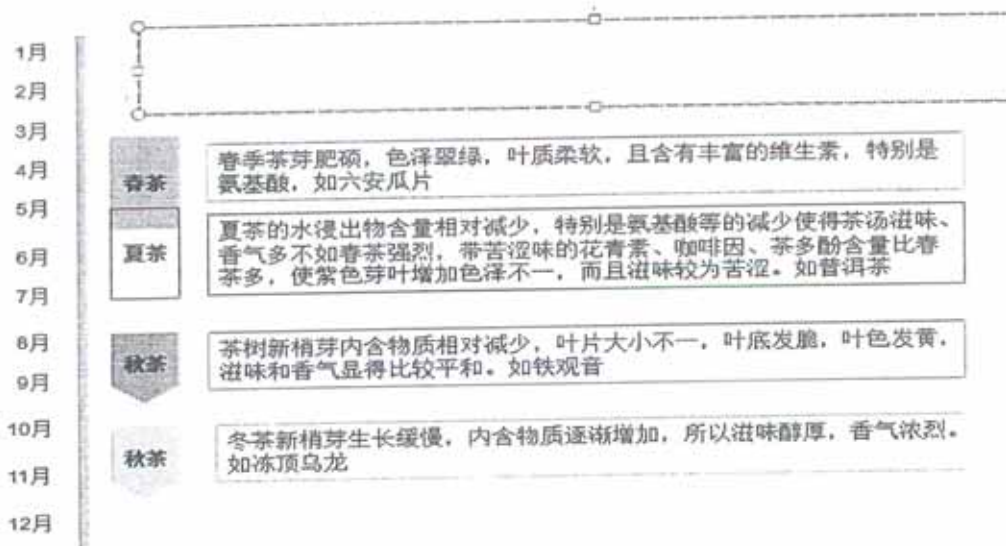 1月
2月
3月
4月
5月
6月
7月
8月
9月
10月
11月
12月
春茶
春季茶芽肥硕，色泽翠绿，叶质柔软，且含有丰富的维生素，特别是
氨基酸，如六安瓜片
夏茶
夏茶的水浸出物含量相对减少，特别是氨基酸等的减少使得茶汤滋味、
香气多不如春茶强烈，带苦涩味的花青素、咖啡因、茶多酚含量比春
茶多，使紫色芽叶增加色泽不一，而且滋味较为苦涩。如普洱茶
秋茶
茶树新梢芽内含物质相对减少，叶片大小不一，叶底发脆，叶色发黄，
滋味和香气显得比较平和。如铁观音
秋茶
冬茶新梢芽生长缓慢，内含物质逐渐增加，所以滋味醇厚，香气浓烈。
如冻顶乌龙